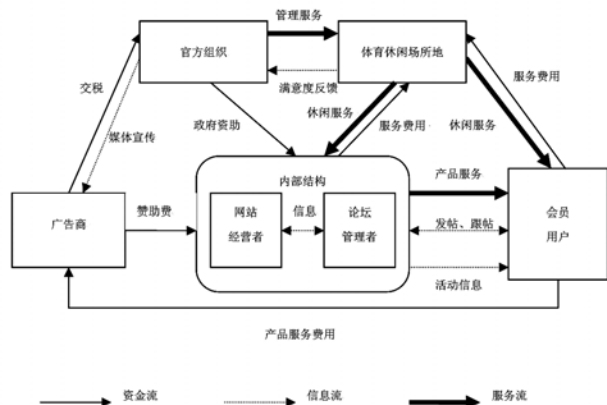 管理服务
官方组织
体育休闲场所地
满意度反馈
交税
媒体宣传
政府资助
休闲服务
服务费用
服务费用
休闲服务
内部结构
产品服务
广告商
赞助费
网站
经营者
信息
论坛
管理者
发帖、跟帖
会员
用户
活动信息
产品服务费用
资金流
信息流
服务流